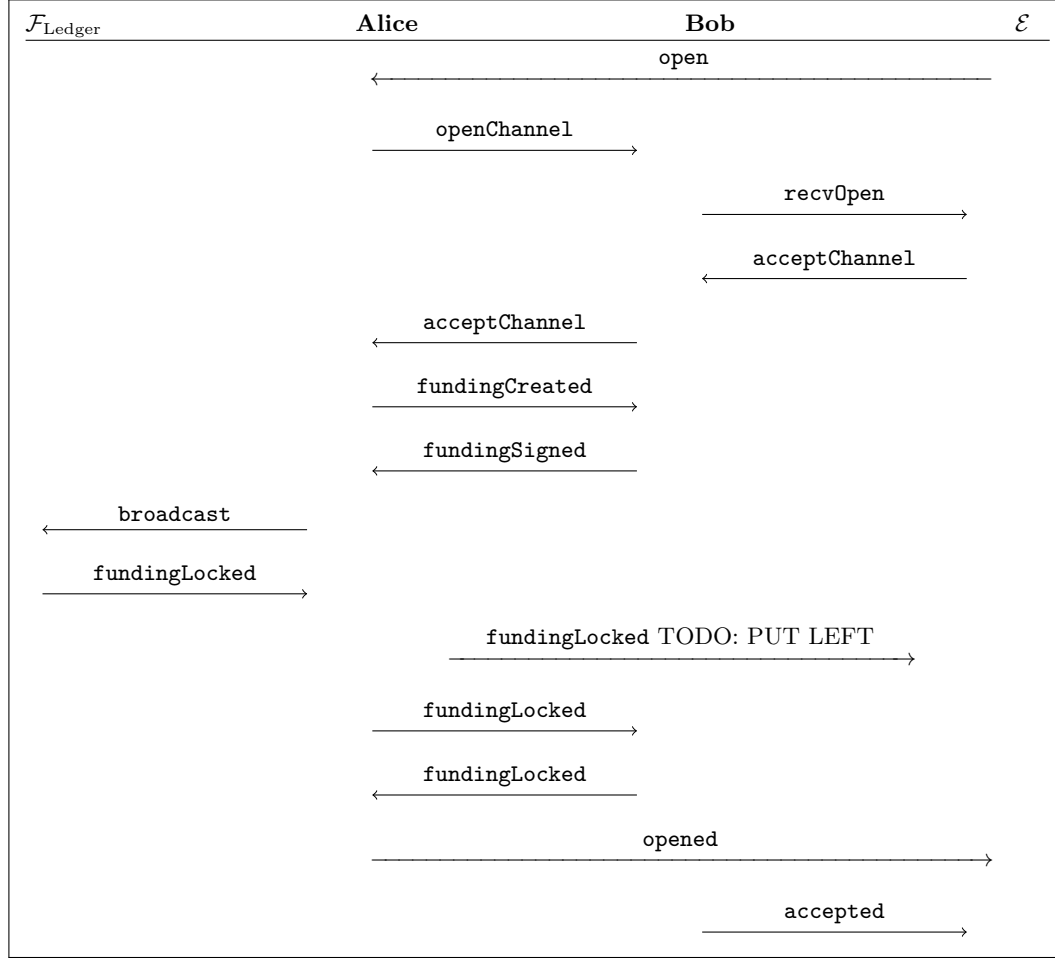 F_Ledger Alice Bob E
open
openChannel
recvOpen
acceptChannel
acceptChannel
fundingCreated
fundingSigned
broadcast
fundingLocked
fundingLocked TODO: PUT LEFT
fundingLocked
fundingLocked
opened
accepted